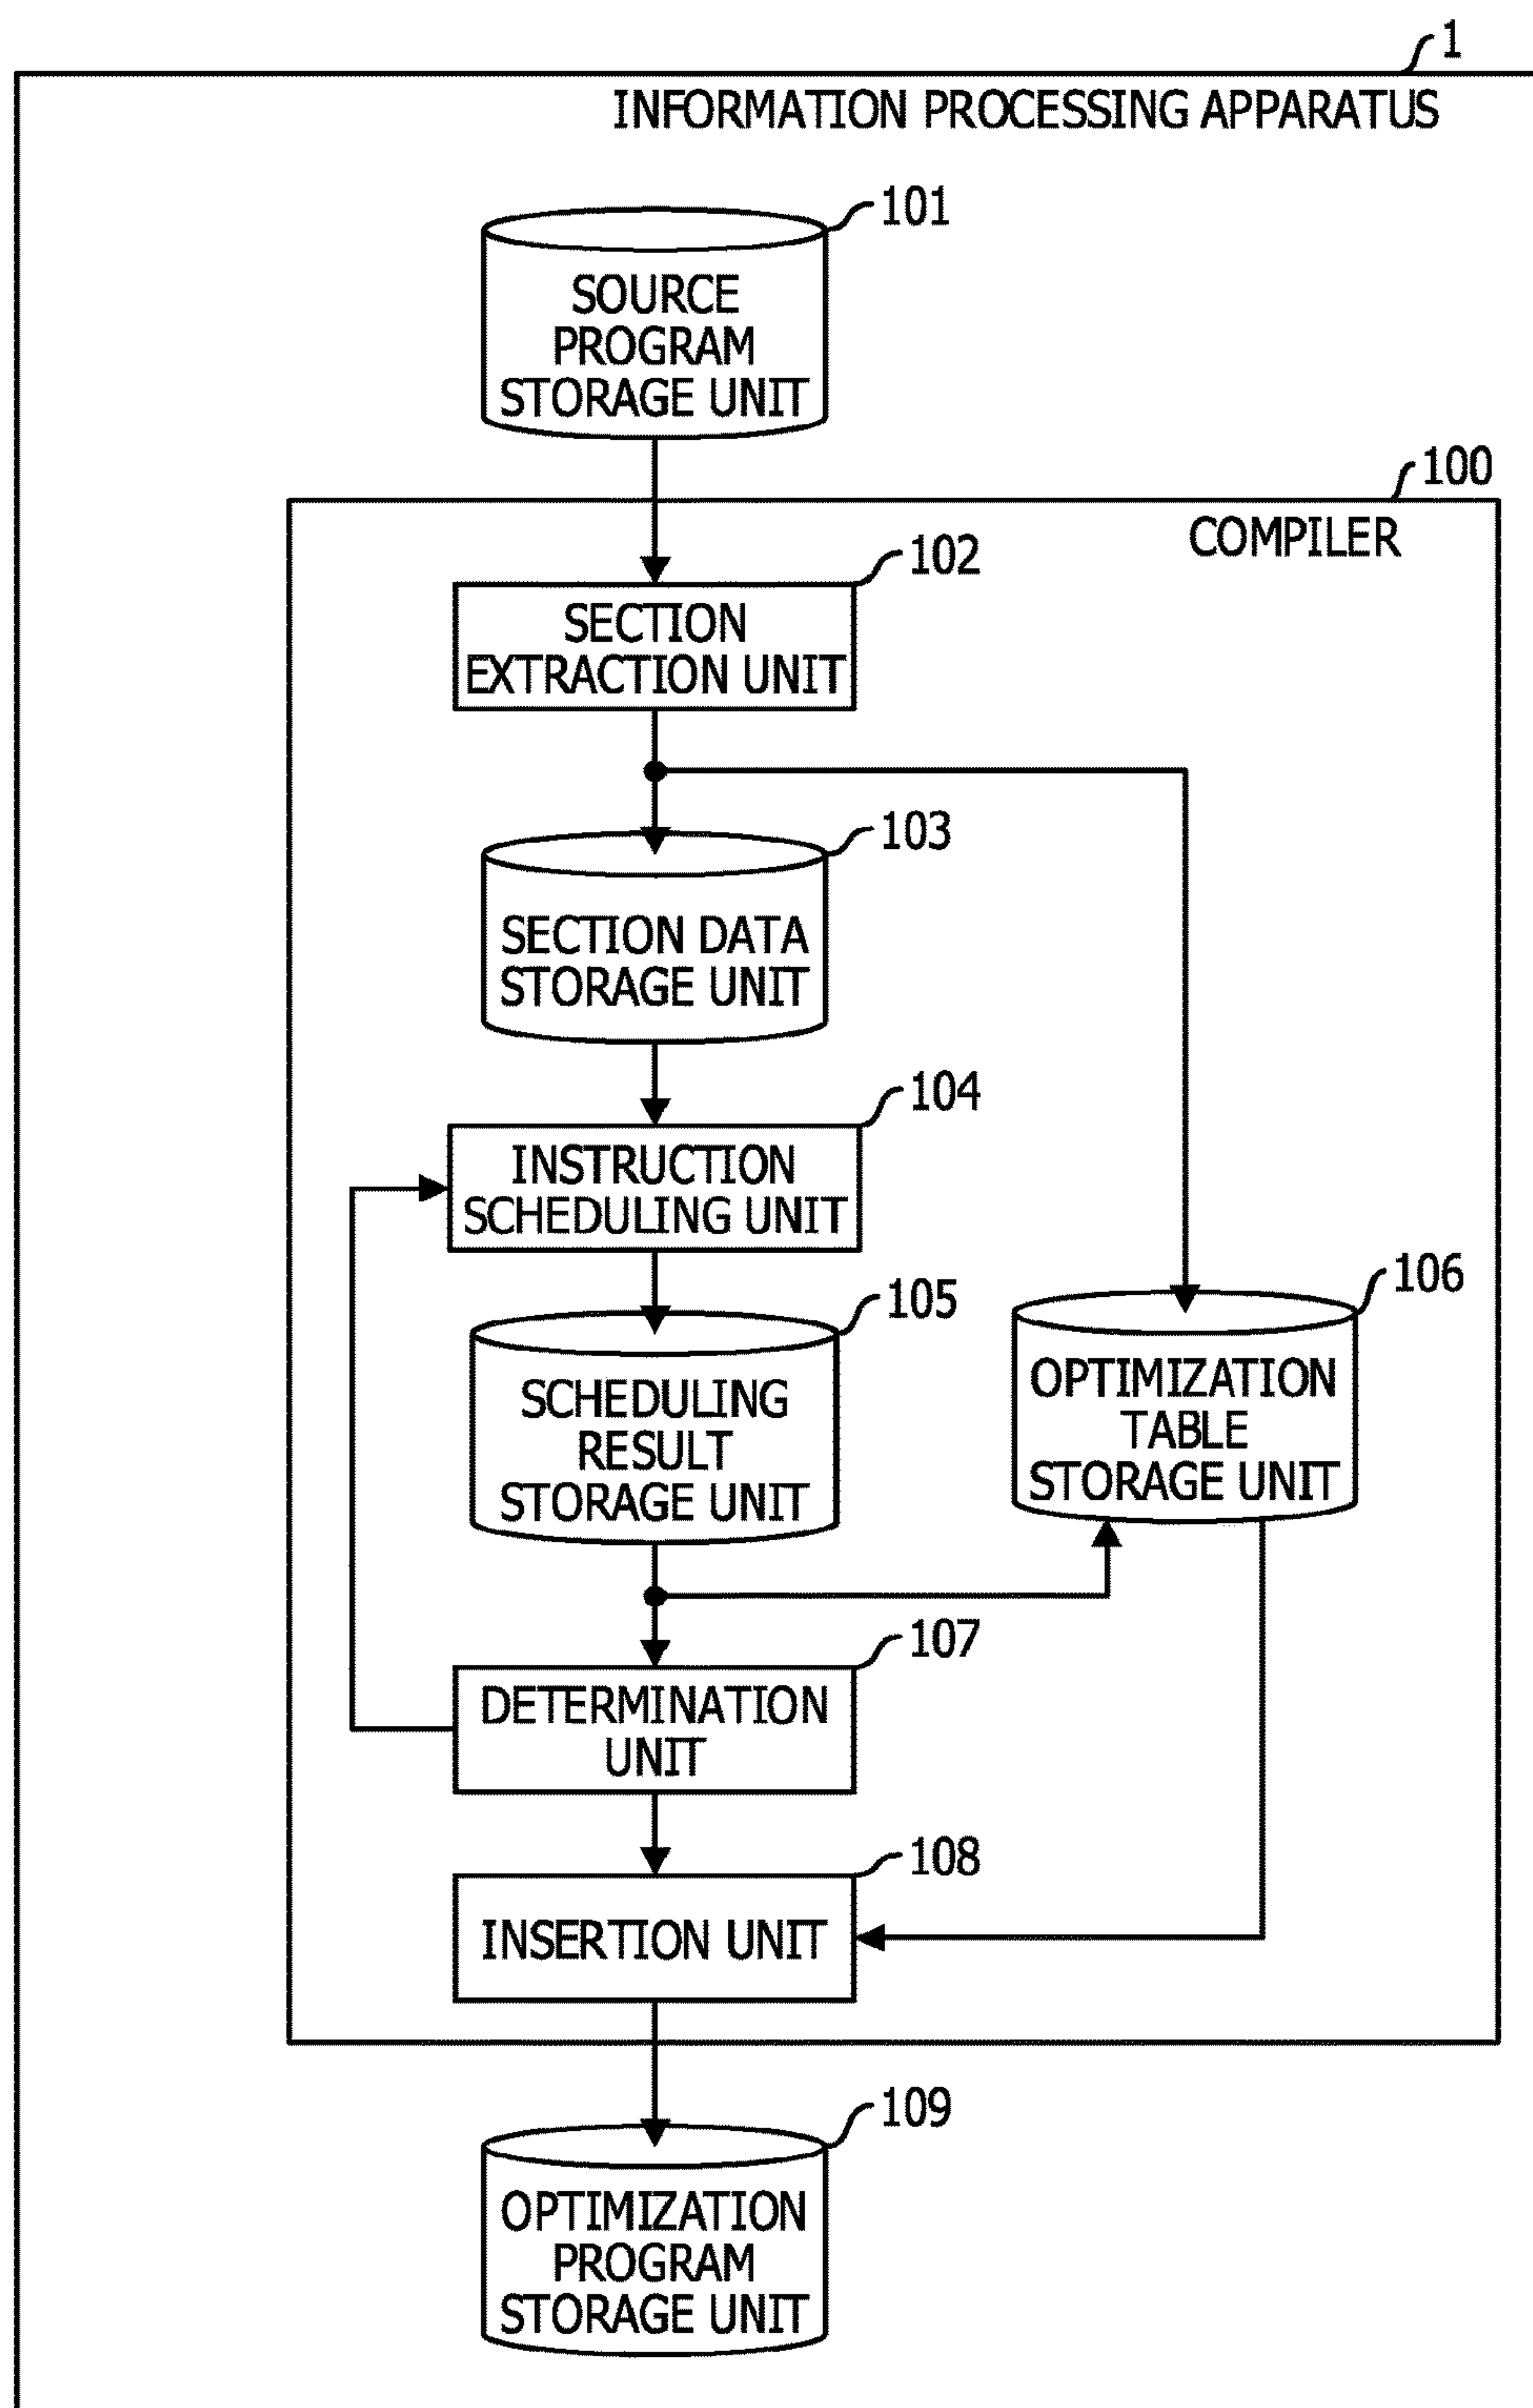 1
INFORMATION PROCESSING APPARATUS
101
SOURCE
PROGRAM
STORAGE UNIT
100
COMPILER
102
SECTION
EXTRACTION UNIT
103
SECTION DATA
STORAGE UNIT
104
INSTRUCTION
SCHEDULING UNIT
105
SCHEDULING
RESULT
STORAGE UNIT
106
OPTIMIZATION
TABLE
STORAGE UNIT
107
DETERMINATION
UNIT
108
INSERTION UNIT
109
OPTIMIZATION
PROGRAM
STORAGE UNIT